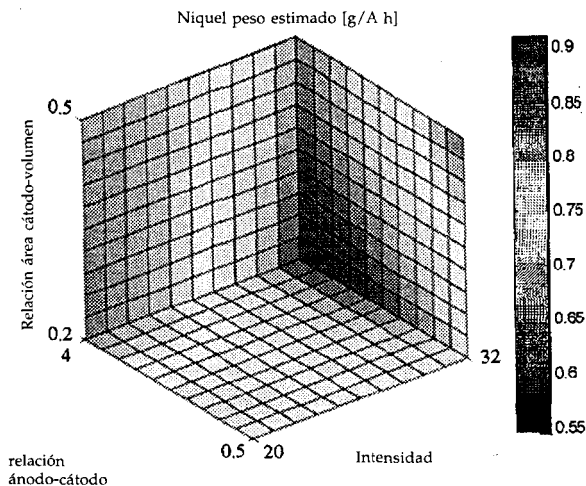 Niquel peso estimado [g/A h]
0.5
Relación área cátodo-volumen
0.2
4
relación
ánodo-cátodo
0.5
20
Intensidad
32
0.9
0.85
0.8
0.75
0.7
0.65
0.6
0.55